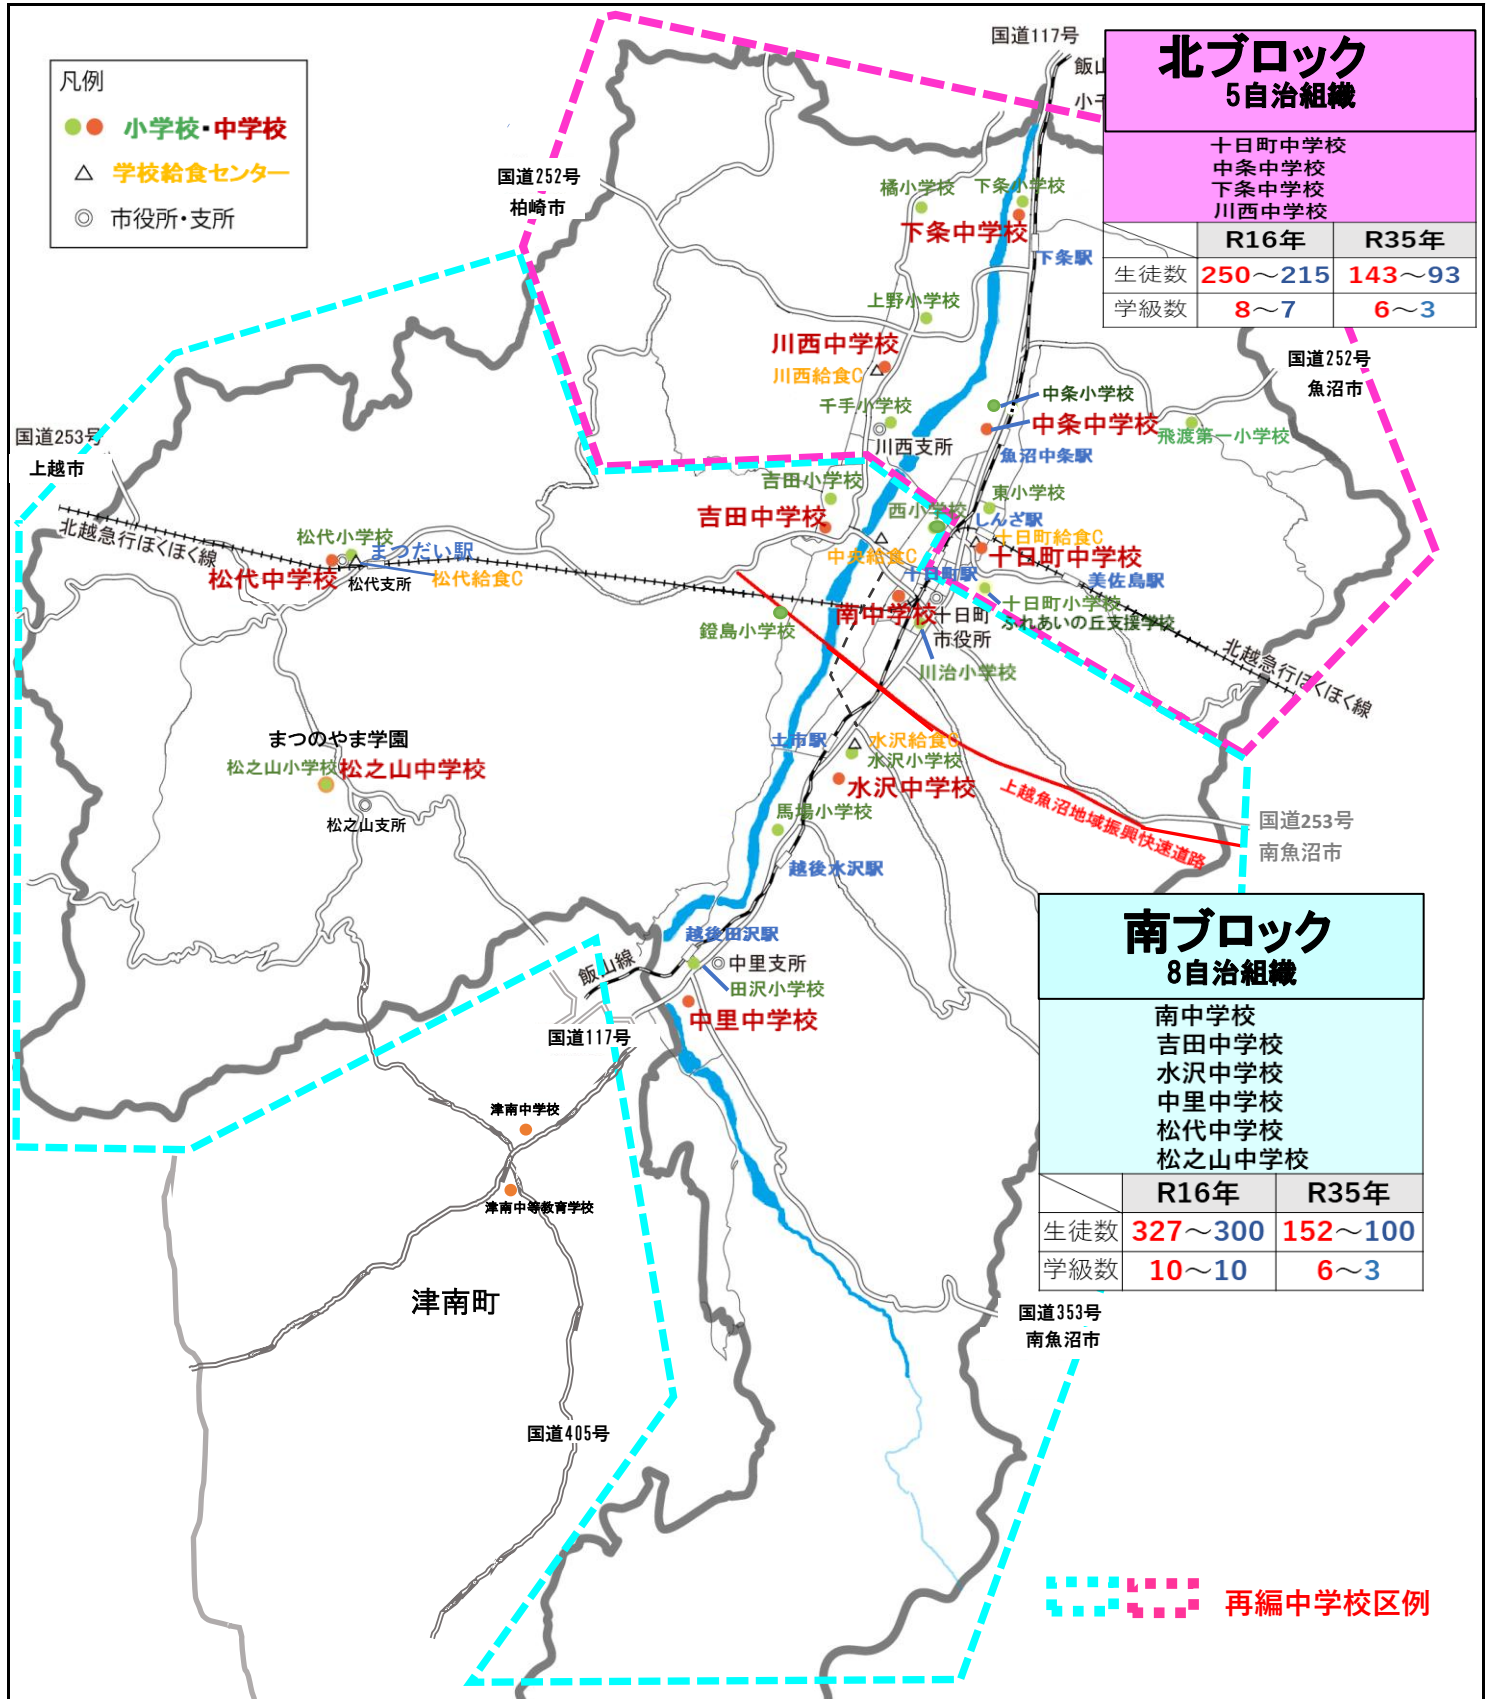 国道117号
飯山
小千
北ブロック
5自治組織
十日町中学校
中条中学校
下条中学校
川西中学校
R16年 R35年
生徒数 250～215 143～93
学級数 8～7 6～3
凡例
小学校・中学校
学校給食センター
市役所・支所
国道252号
柏崎市
橘小学校
下条小学校
下条中学校
下条駅
上野小学校
川西中学校
川西給食C
国道252号
魚沼市
千手小学校
中条小学校
中条中学校
飛渡第一小学校
川西支所
魚沼中条駅
国道253号
上越市
吉田小学校
東小学校
吉田中学校
西小学校
しんざ駅
北越急行ほくほく線
松代小学校
まつだい駅
中央給食C
十日町給食C
十日町中学校
松代中学校
松代支所
松代給食C
十日町駅
美佐島駅
南中学校
十日町
市役所
十日町小学校
ふれあいの丘支援学校
鐙島小学校
川治小学校
北越急行ほくほく線
まつのやま学園
松之山小学校
松之山中学校
松之山支所
土市駅
水沢給食C
水沢小学校
水沢中学校
馬場小学校
上越魚沼地域振興快速道路
国道253号
南魚沼市
越後水沢駅
南ブロック
8自治組織
南中学校
吉田中学校
水沢中学校
中里中学校
松代中学校
松之山中学校
R16年 R35年
生徒数 327～300 152～100
学級数 10～10 6～3
越後田沢駅
飯山線
中里支所
田沢小学校
中里中学校
国道117号
津南中学校
津南中等教育学校
津南町
国道353号
南魚沼市
国道405号
再編中学校区例